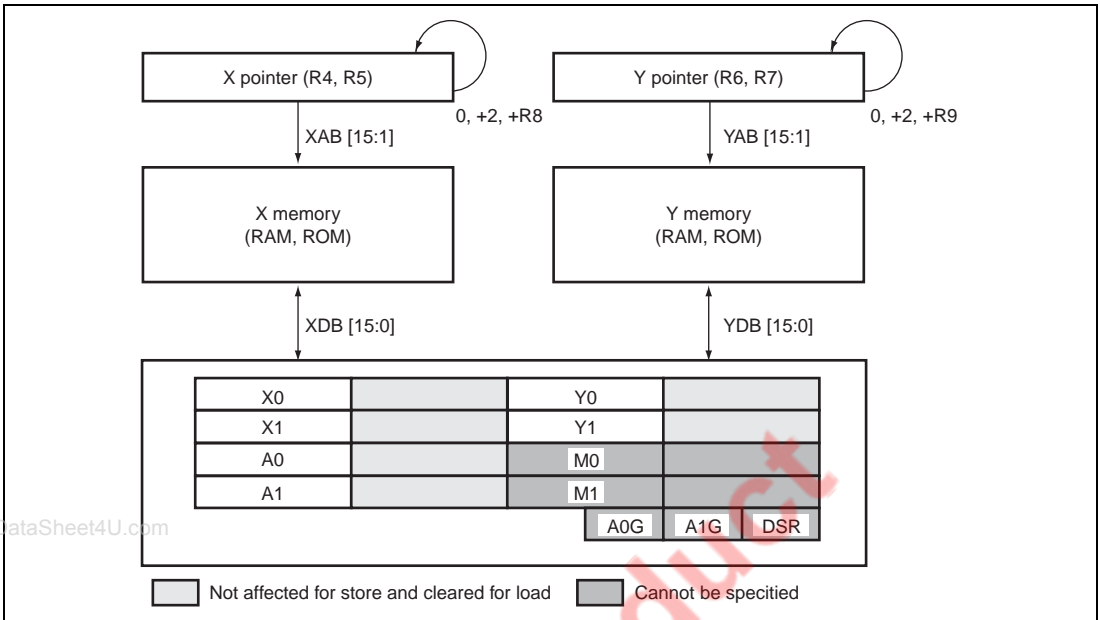 X pointer (R4, R5)
Y pointer (R6, R7)
0, +2, +R8
0, +2, +R9
XAB [15:1]
YAB [15:1]
X memory
(RAM, ROM)
Y memory
(RAM, ROM)
XDB [15:0]
YDB [15:0]
X0
Y0
X1
Y1
A0
M0
A1
M1
A0G
A1G
DSR
DataSheet4U.com
duct
Not affected for store and cleared for load
Cannot be specitied